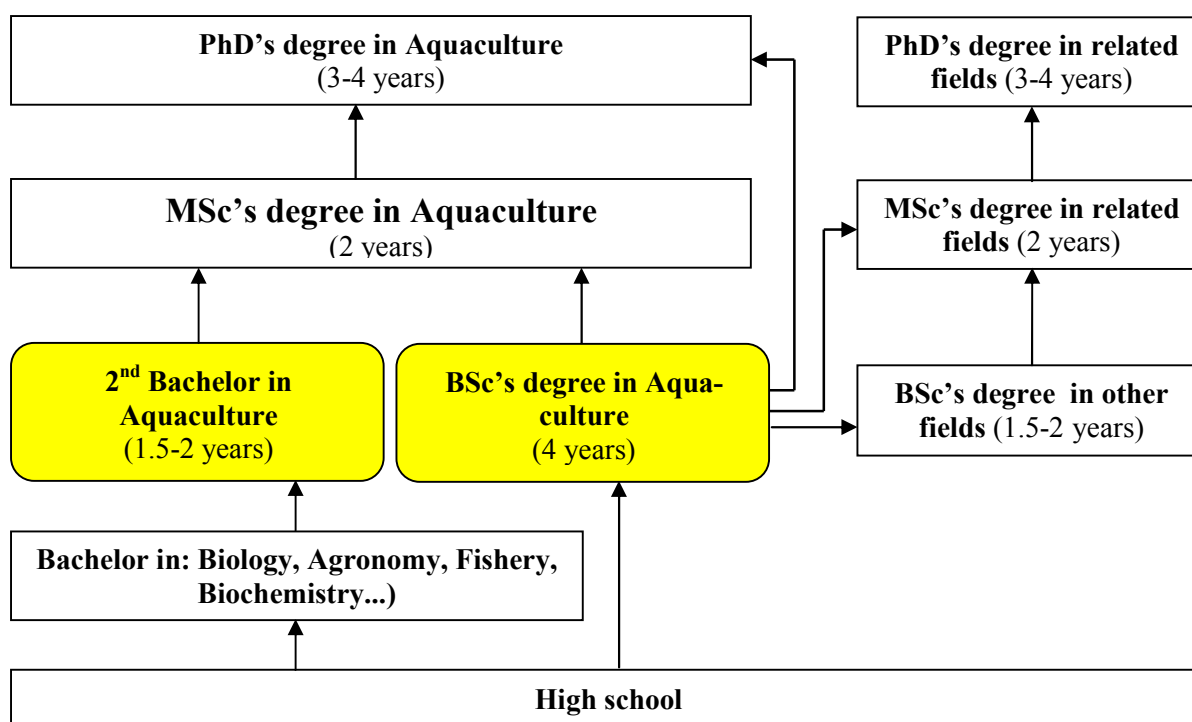 PhD’s degree in Aquaculture
(3-4 years)
PhD’s degree in related
fields (3-4 years)
MSc’s degree in Aquaculture
(2 years)
MSc’s degree in related
fields (2 years)
2nd Bachelor in
Aquaculture
(1.5-2 years)
BSc’s degree in Aqua-
culture
(4 years)
BSc’s degree  in other
fields (1.5-2 years)
Bachelor in: Biology, Agronomy, Fishery,
Biochemistry...)
High school